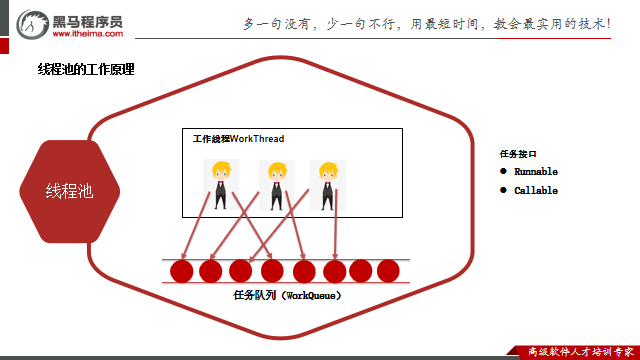 黑马程序员
www.itheima.com
多一句没有，少一句不行，用最短时间，教会最实用的技术！
线程池的工作原理
线程池
工作线程WorkThread
任务队列（WorkQueue）
任务接口
● Runnable
● Callable
高级软件人才培训专家